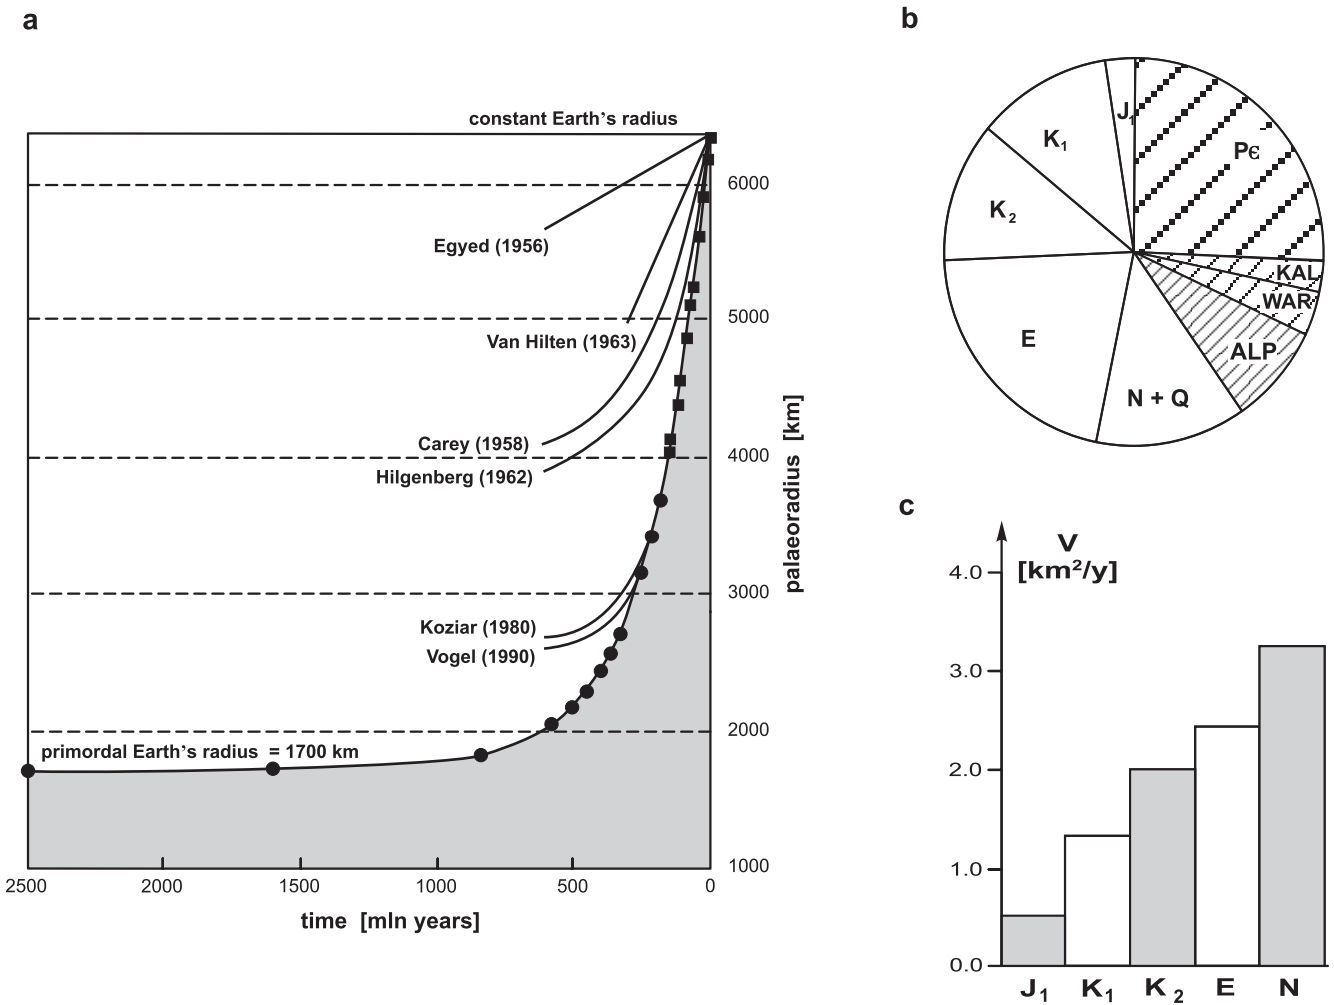 a
constant Earth's radius
6000
Egyed (1956)
5000
Van Hilten (1963)
Carey (1958)
4000
Hilgenberg (1962)
palaeoradius [km]
3000
Koziar (1980)
Vogel (1990)
2000
primordal Earth's radius = 1700 km
1000
2500 2000 1500 1000 500 0
time [mln years]
b
J₁
K₁
PЄ
K₂
KAL
WAR
E
ALP
N + Q
c
V
[km²/y]
4.0
3.0
2.0
1.0
0.0
J₁ K₁ K₂ E N